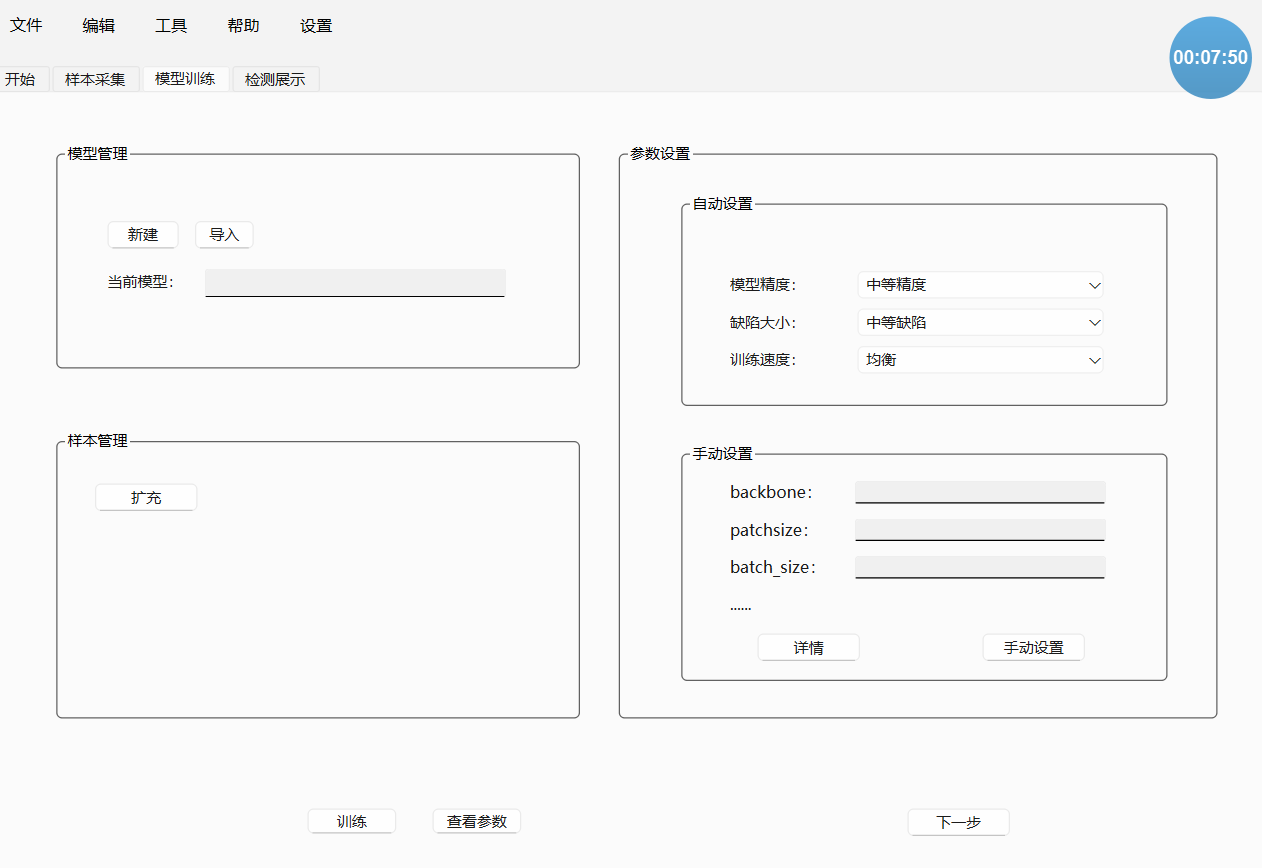 文件 编辑 工具 帮助 设置
00:07:50
开始 样本采集 模型训练 检测展示
模型管理
新建 导入
当前模型：
样本管理
扩充
参数设置
自动设置
模型精度： 中等精度
缺陷大小： 中等缺陷
训练速度： 均衡
手动设置
backbone：
patchsize：
batch_size：
......
详情 手动设置
训练 查看参数 下一步